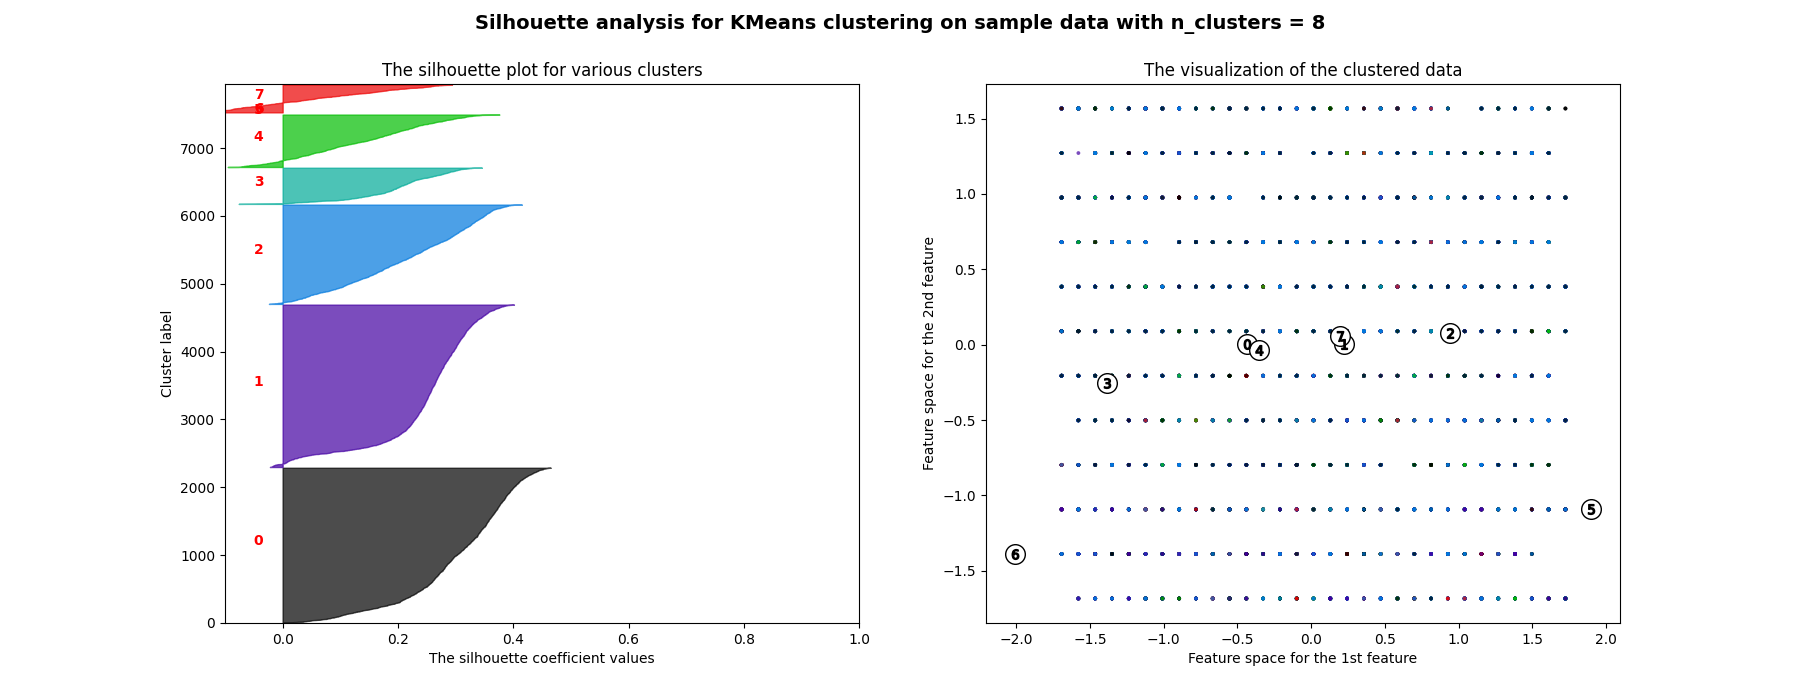 Silhouette analysis for KMeans clustering on sample data with n_clusters = 8
The silhouette plot for various clusters
7
4
3
2
1
0
Cluster label
7000
6000
5000
4000
3000
2000
1000
0
0.0 0.2 0.4 0.6 0.8 1.0
The silhouette coefficient values
The visualization of the clustered data
Feature space for the 2nd feature
1.5
1.0
0.5
0.0
−0.5
−1.0
−1.5
0 4 7 1 2
3
5
6
−2.0 −1.5 −1.0 −0.5 0.0 0.5 1.0 1.5 2.0
Feature space for the 1st feature